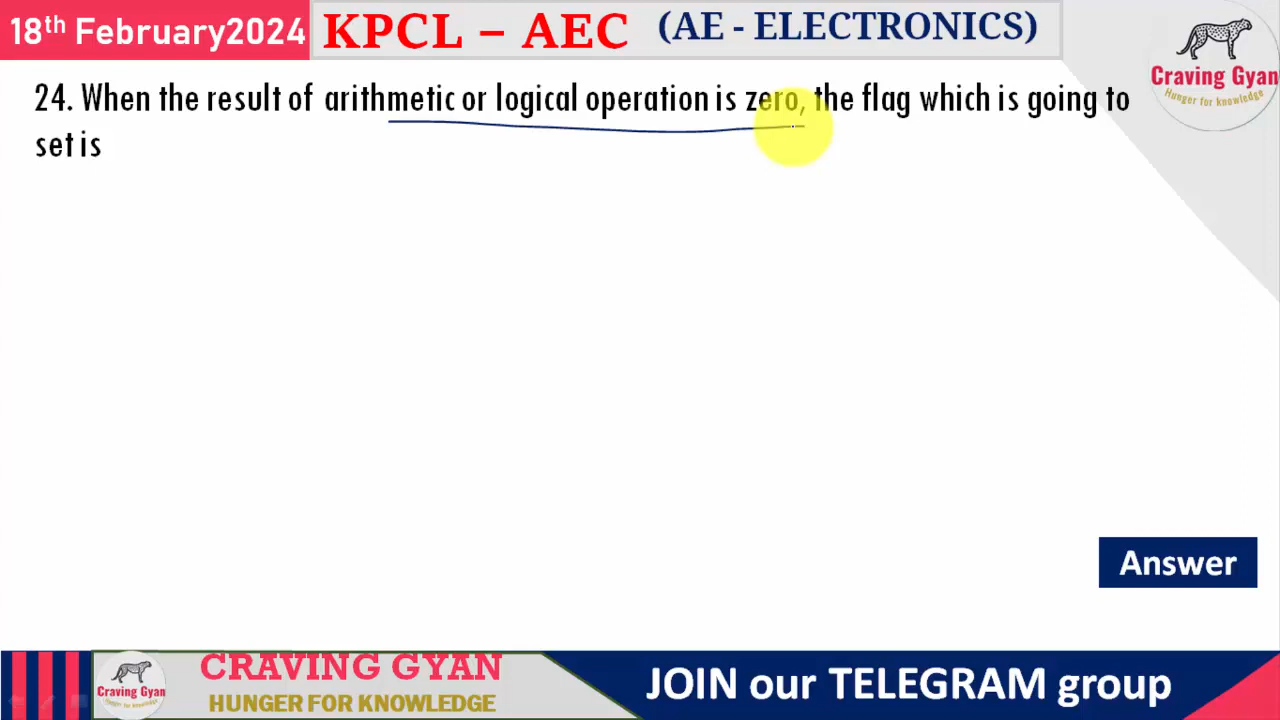 18th February2024
KPCL – AEC
(AE - ELECTRONICS)
Craving Gyan
Hunger for knowledge
24. When the result of arithmetic or logical operation is zero, the flag which is going to
set is
Answer
Craving Gyan
CRAVING GYAN
HUNGER FOR KNOWLEDGE
JOIN our TELEGRAM group